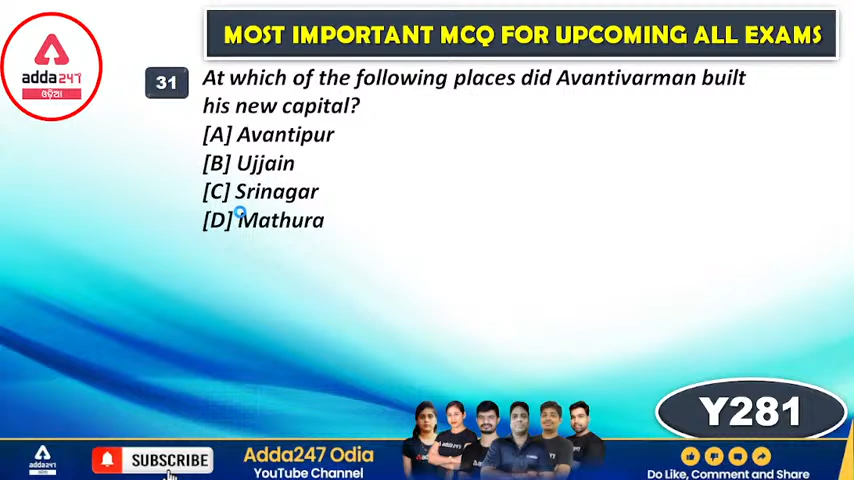 MOST IMPORTANT MCQ FOR UPCOMING ALL EXAMS
adda247
ଓଡ଼ିଆ
31
At which of the following places did Avantivarman built
his new capital?
[A] Avantipur
[B] Ujjain
[C] Srinagar
[D] Mathura
Y281
adda247
SUBSCRIBE
Adda247 Odia
YouTube Channel
Do Like, Comment and Share